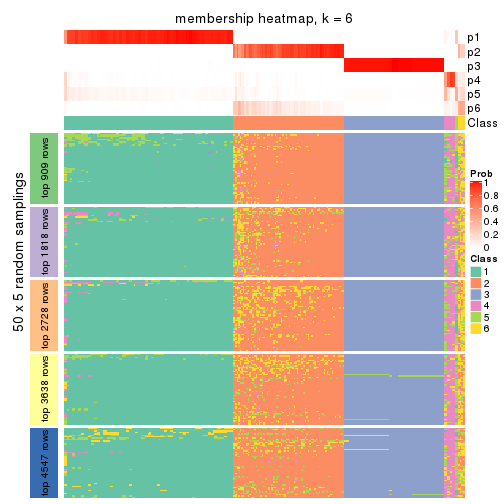 membership heatmap, k = 6
p1
p2
p3
p4
p5
p6
Class
50 x 5 random samplings
top 909 rows
top 1818 rows
top 2728 rows
top 3638 rows
top 4547 rows
Prob
1
0.8
0.6
0.4
0.2
0
Class
1
2
3
4
5
6